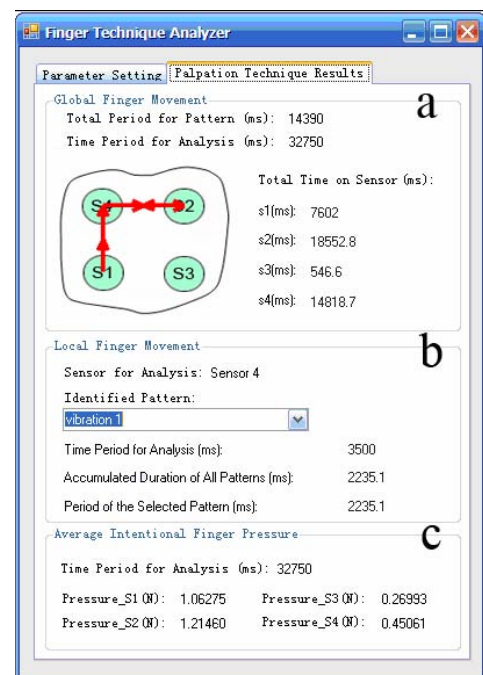 Finger Technique Analyzer
Parameter Setting Palpation Technique Results
Global Finger Movement
a
Total Period for Pattern (ms): 14390
Time Period for Analysis (ms): 32750
Total Time on Sensor (ms):
S4 S2
s1(ms): 7602
s2(ms): 18552.8
S1 S3
s3(ms): 546.6
s4(ms): 14818.7
Local Finger Movement
b
Sensor for Analysis: Sensor 4
Identified Pattern:
vibration 1
Time Period for Analysis (ms): 3500
Accumulated Duration of All Patterns (ms): 2235.1
Period of the Selected Pattern (ms): 2235.1
Average Intentional Finger Pressure
c
Time Period for Analysis (ms): 32750
Pressure_S1(N): 1.06275 Pressure_S3(N): 0.26993
Pressure_S2(N): 1.21460 Pressure_S4(N): 0.45061